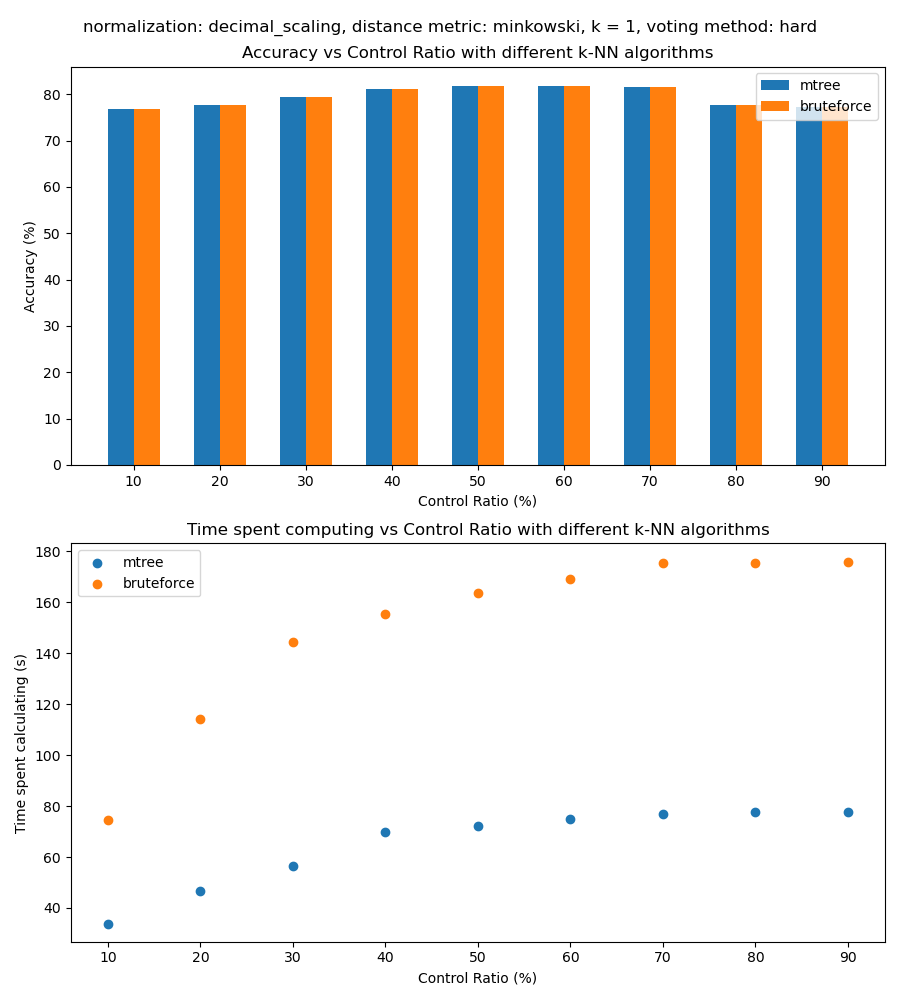 normalization: decimal_scaling, distance metric: minkowski, k = 1, voting method: hard
Accuracy vs Control Ratio with different k-NN algorithms
mtree
bruteforce
80
70
60
50
40
30
20
10
0
Accuracy (%)
10 20 30 40 50 60 70 80 90
Control Ratio (%)
Time spent computing vs Control Ratio with different k-NN algorithms
mtree
bruteforce
180
160
140
120
100
80
60
40
Time spent calculating (s)
10 20 30 40 50 60 70 80 90
Control Ratio (%)